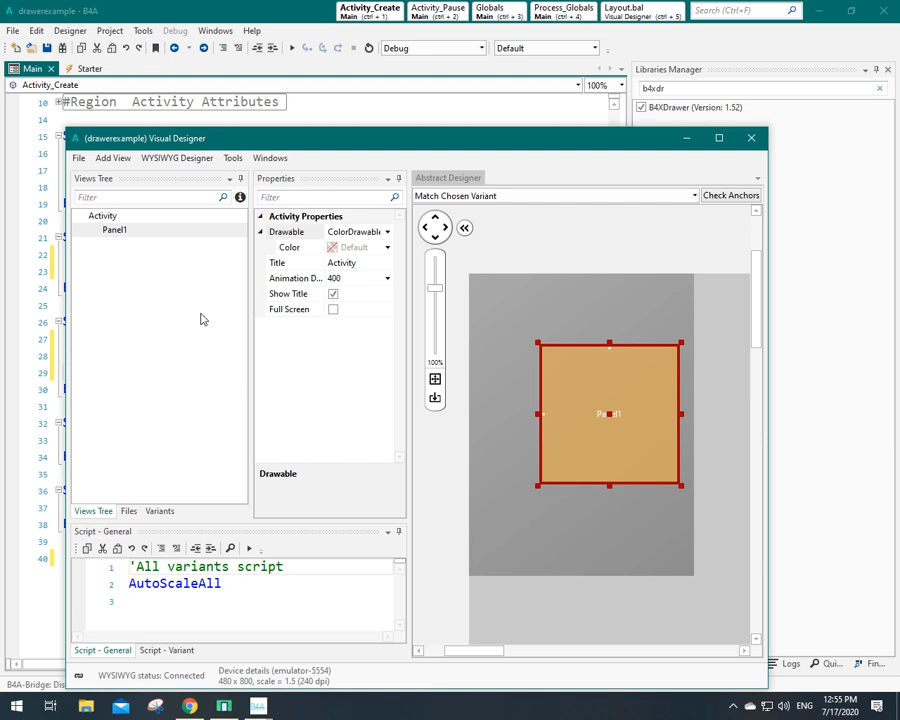 drawerexample - B4A
Activity_Create
Main (ctrl + 1)
Activity_Pause
Main (ctrl + 2)
Globals
Main (ctrl + 3)
Process_Globals
Main (ctrl + 4)
Layout.bal
Visual Designer (ctrl + 5)
Search (Ctrl+F)
File Edit Designer Project Tools Debug Windows Help
Debug
Default
Main
Starter
Activity_Create
100%
Libraries Manager
b4xdr
B4XDrawer (Version: 1.52)
10 #Region Activity Attributes
14
15
16
17
18
19
20
21
22
23
24
25
26
27
28
29
30
31
32
33
34
35
36
37
38
39
40
(drawerexample) Visual Designer
File Add View WYSIWYG Designer Tools Windows
Views Tree
Filter
Activity
Panel1
Views Tree Files Variants
Properties
Filter
Activity Properties
Drawable ColorDrawable
Color Default
Title Activity
Animation D... 400
Show Title
Full Screen
Drawable
Abstract Designer
Match Chosen Variant
Check Anchors
100%
Script - General
1 'All variants script
2 AutoScaleAll
3
Script - General Script - Variant
WYSIWYG status: Connected
Device details (emulator-5554)
480 x 800, scale = 1.5 (240 dpi)
Logs Qui... Fin...
B4A-Bridge: Dis
B4A
ENG
12:55 PM
7/17/2020